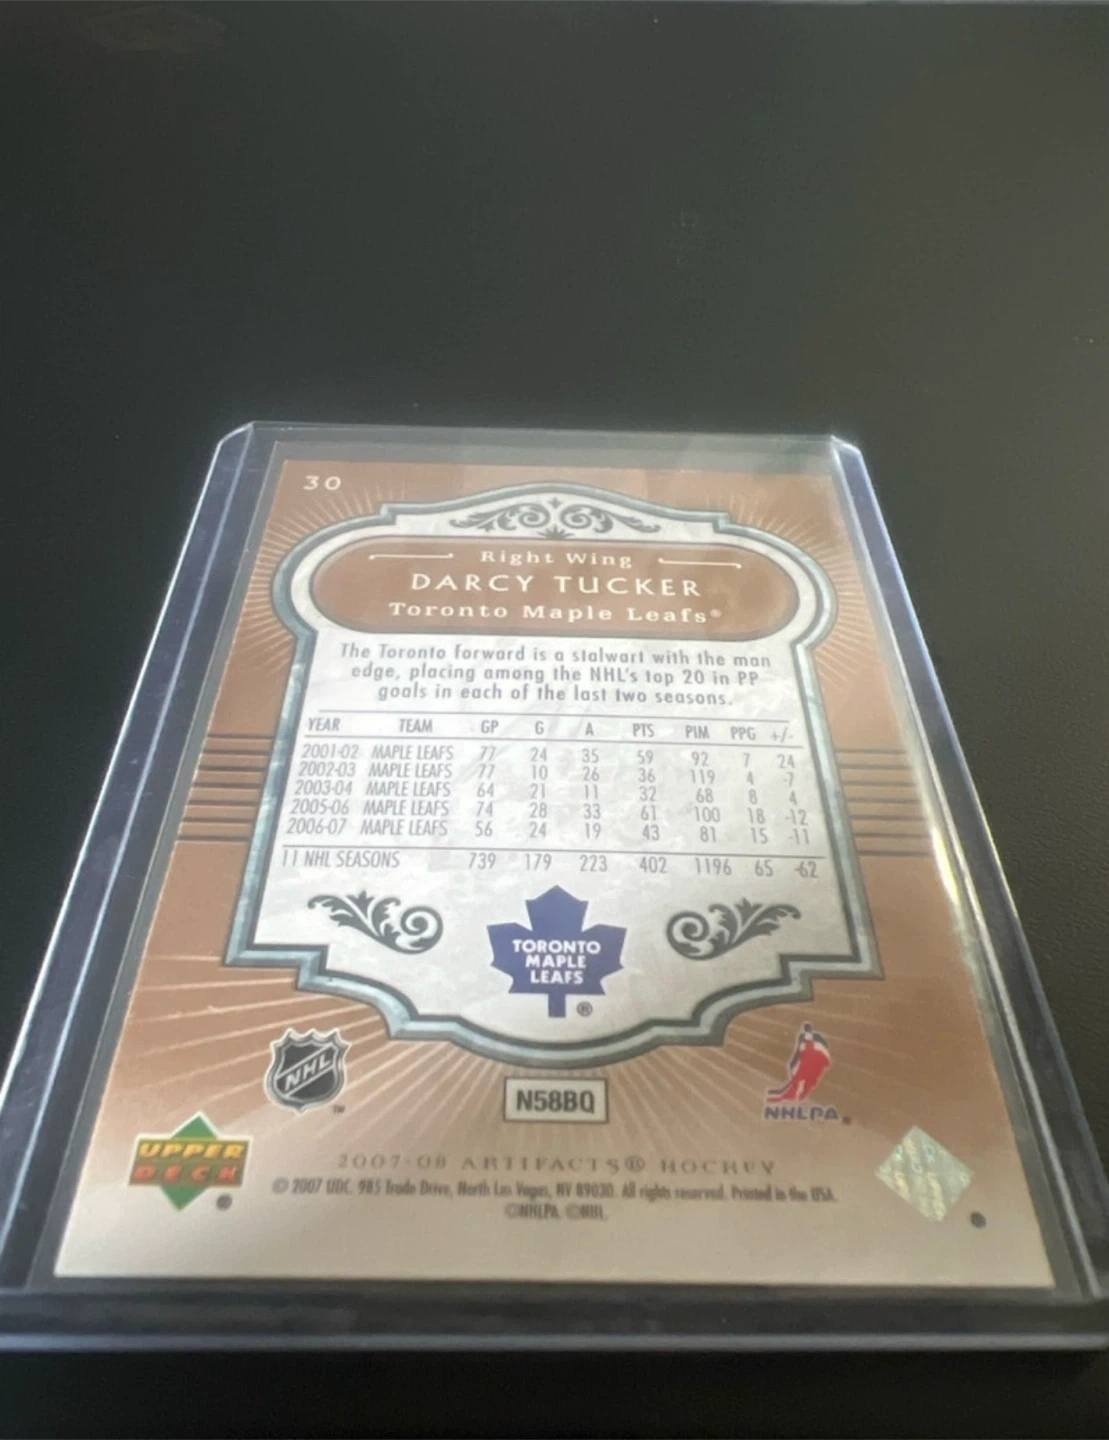 30
Right Wing
DARCY TUCKER
Toronto Maple Leafs®
The Toronto forward is a stalwart with the man
edge, placing among the NHL's top 20 in PP
goals in each of the last two seasons.
YEAR TEAM GP G A PTS PIM PPG +/-
2001-02 MAPLE LEAFS 77 24 35 59 92 7 24
2002-03 MAPLE LEAFS 77 10 26 36 119 4 -7
2003-04 MAPLE LEAFS 64 21 11 32 68 8 4
2005-06 MAPLE LEAFS 74 28 33 61 100 18 -12
2006-07 MAPLE LEAFS 56 24 19 43 81 15 -11
11 NHL SEASONS 739 179 223 402 1196 65 -62
TORONTO
MAPLE
LEAFS
®
NHL
TM
N58BQ
NHLPA®
UPPER
DECK
®
2007-08 ARTIFACTS® HOCKEY
© 2007 UDC. 985 Trade Drive, North Las Vegas, NV 89030. All rights reserved. Printed in the USA.
©NHLPA ©NHL